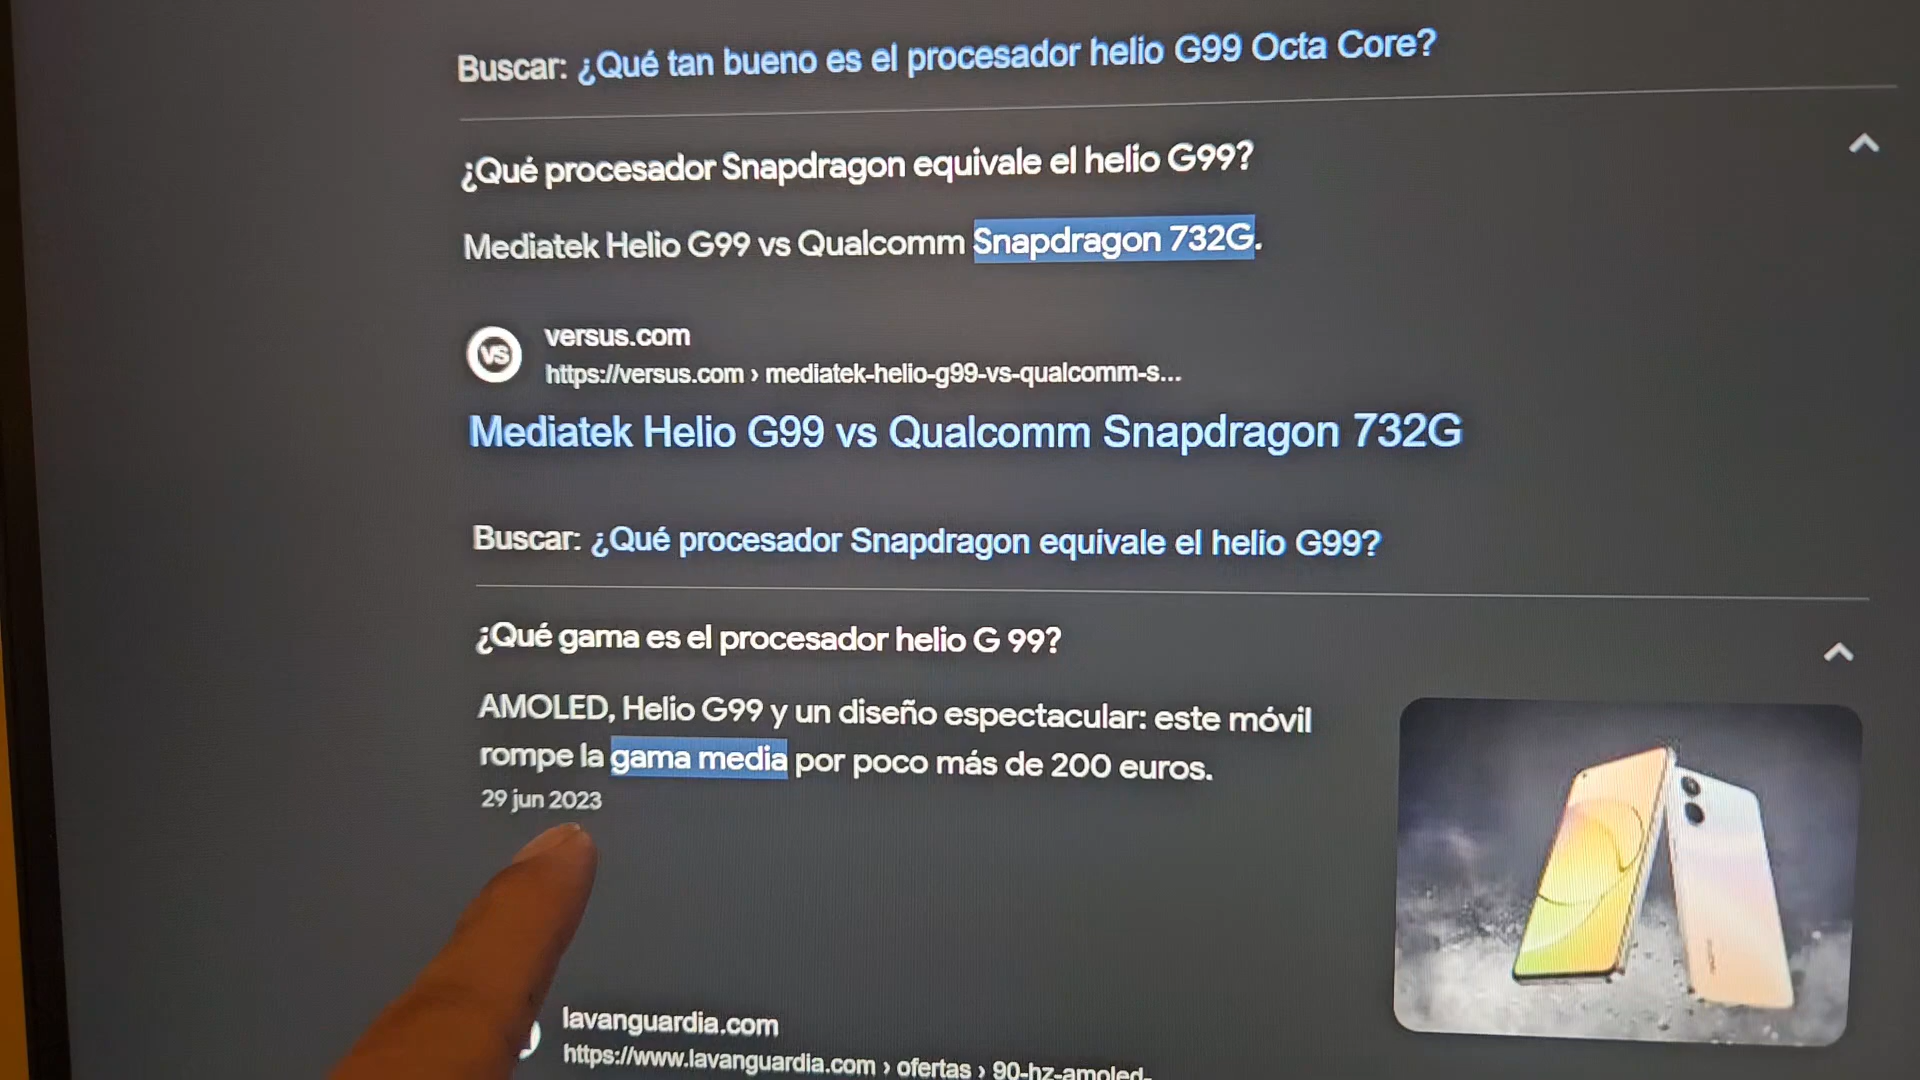 Buscar: ¿Qué tan bueno es el procesador helio G99 Octa Core?
¿Qué procesador Snapdragon equivale el helio G99?
Mediatek Helio G99 vs Qualcomm Snapdragon 732G.
VS
versus.com
https://versus.com › mediatek-helio-g99-vs-qualcomm-s...
Mediatek Helio G99 vs Qualcomm Snapdragon 732G
Buscar: ¿Qué procesador Snapdragon equivale el helio G99?
¿Qué gama es el procesador helio G 99?
AMOLED, Helio G99 y un diseño espectacular: este móvil
rompe la gama media por poco más de 200 euros.
29 jun 2023
lavanguardia.com
https://www.lavanguardia.com › ofertas › 90-hz-amoled-